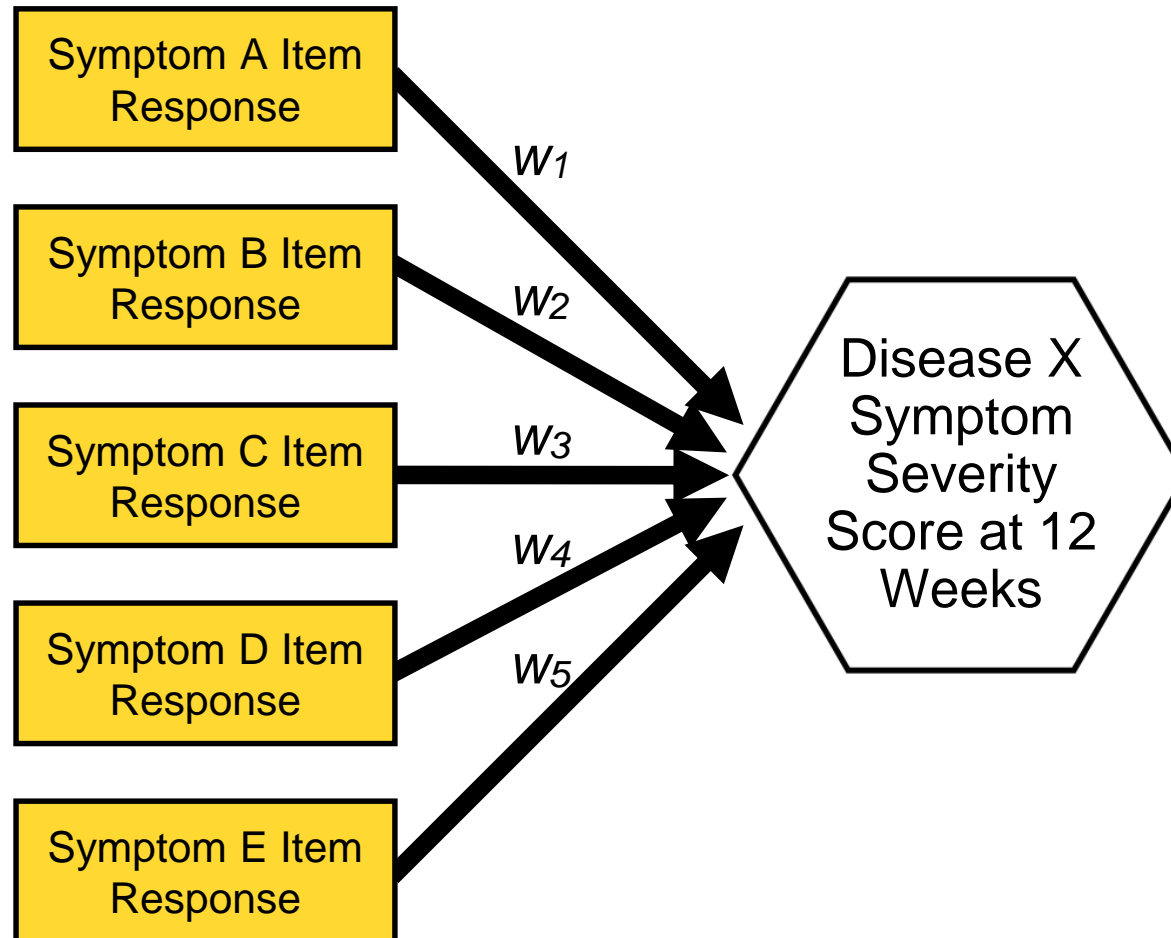 Symptom A Item
Response
w1
Symptom B Item
Response
w2
Symptom C Item
Response
w3
Symptom D Item
Response
w4
Symptom E Item
Response
w5
Disease X
Symptom
Severity
Score at 12
Weeks